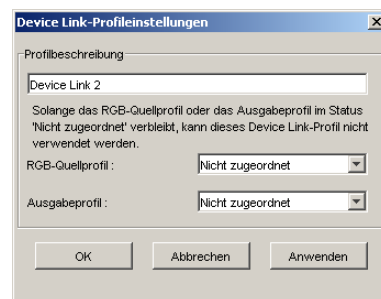 Device Link-Profileinstellungen
Profilbeschreibung
Device Link 2
Solange das RGB-Quellprofil oder das Ausgabeprofil im Status
'Nicht zugeordnet' verbleibt, kann dieses Device Link-Profil nicht
verwendet werden.
RGB-Quellprofil : Nicht zugeordnet
Ausgabeprofil : Nicht zugeordnet
OK Abbrechen Anwenden